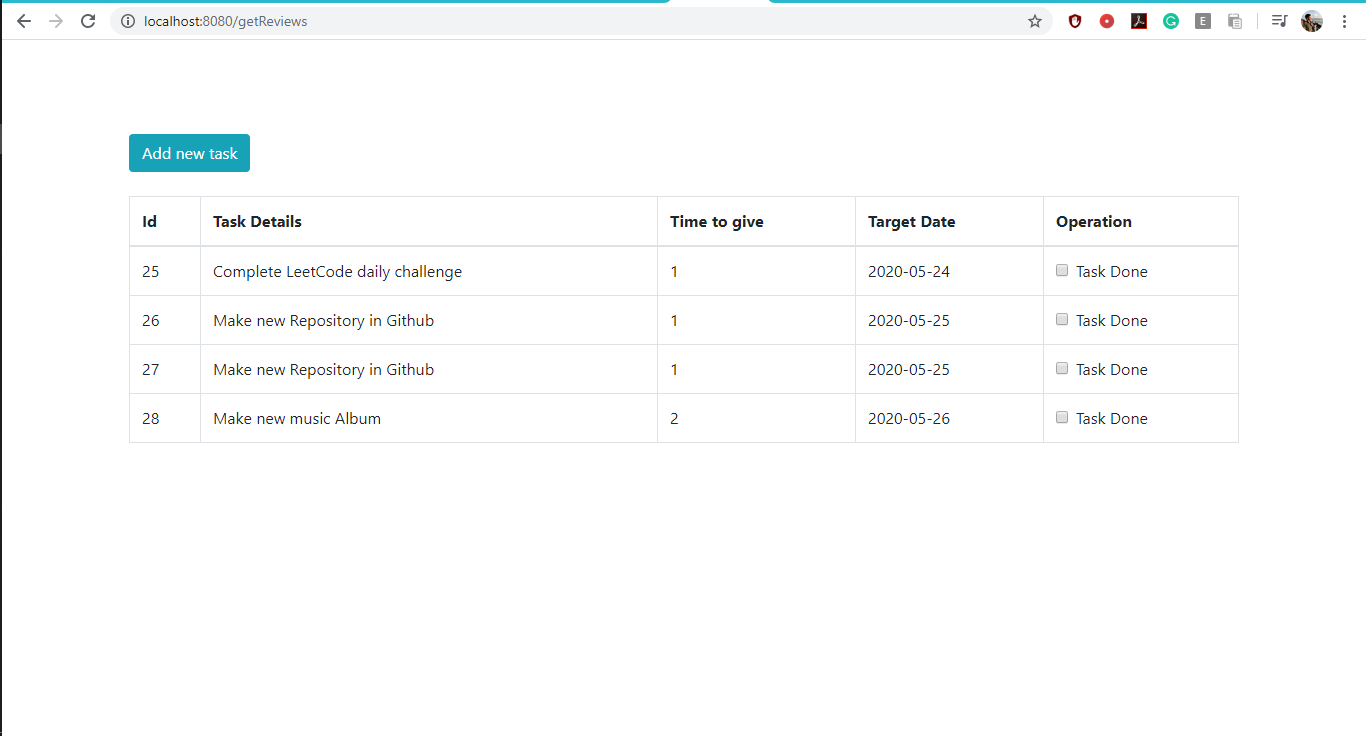 localhost:8080/getReviews
E
Add new task
Id Task Details Time to give Target Date Operation
25 Complete LeetCode daily challenge 1 2020-05-24 Task Done
26 Make new Repository in Github 1 2020-05-25 Task Done
27 Make new Repository in Github 1 2020-05-25 Task Done
28 Make new music Album 2 2020-05-26 Task Done